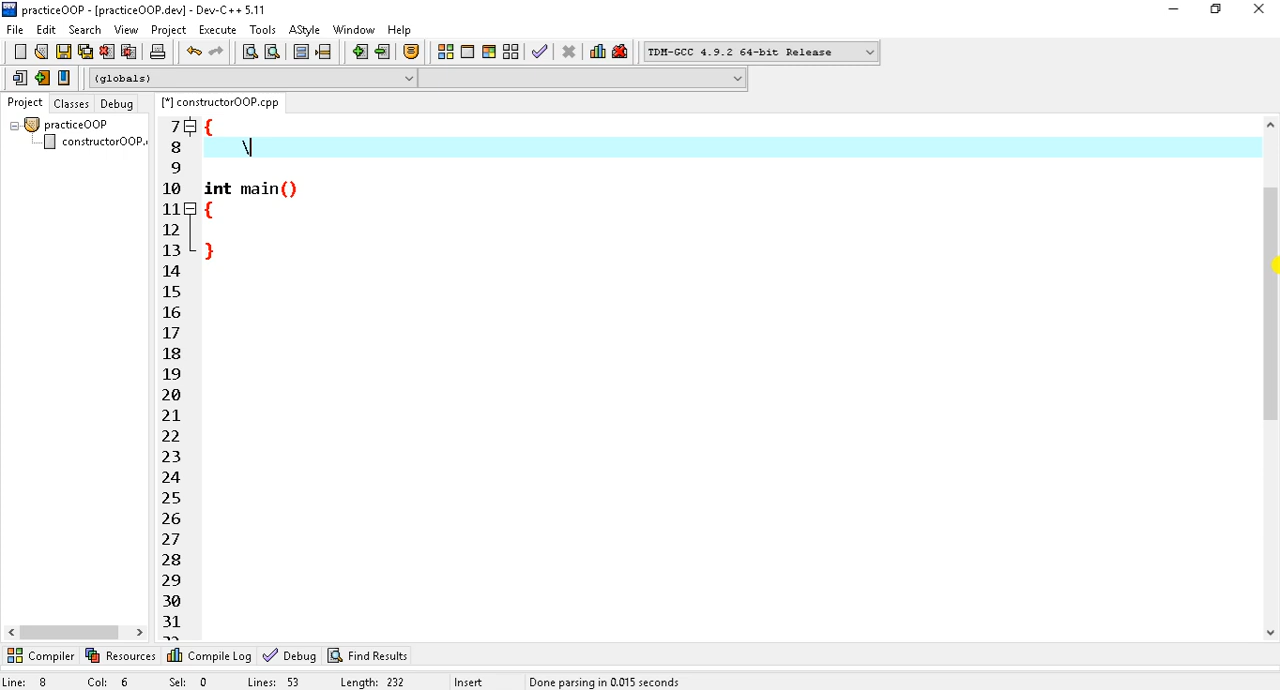 practiceOOP - [practiceOOP.dev] - Dev-C++ 5.11
File Edit Search View Project Execute Tools AStyle Window Help
TDM-GCC 4.9.2 64-bit Release
(globals)
Project Classes Debug [*] constructorOOP.cpp
practiceOOP
constructorOOP.
7 {
8 \
9
10 int main()
11 {
12
13 }
14
15
16
17
18
19
20
21
22
23
24
25
26
27
28
29
30
31
Compiler Resources Compile Log Debug Find Results
Line: 8 Col: 6 Sel: 0 Lines: 53 Length: 232 Insert Done parsing in 0.015 seconds